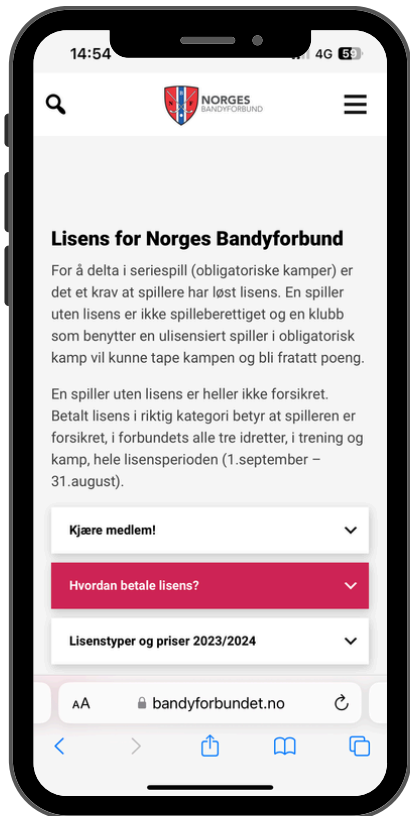 14:54
4G 59
NORGES
BANDYFORBUND
Lisens for Norges Bandyforbund
For å delta i seriespill (obligatoriske kamper) er
det et krav at spillere har løst lisens. En spiller
uten lisens er ikke spilleberettiget og en klubb
som benytter en ulisensiert spiller i obligatorisk
kamp vil kunne tape kampen og bli fratatt poeng.
En spiller uten lisens er heller ikke forsikret.
Betalt lisens i riktig kategori betyr at spilleren er
forsikret, i forbundets alle tre idretter, i trening og
kamp, hele lisensperioden (1.september –
31.august).
Kjære medlem!
Hvordan betale lisens?
Lisenstyper og priser 2023/2024
AA bandyforbundet.no